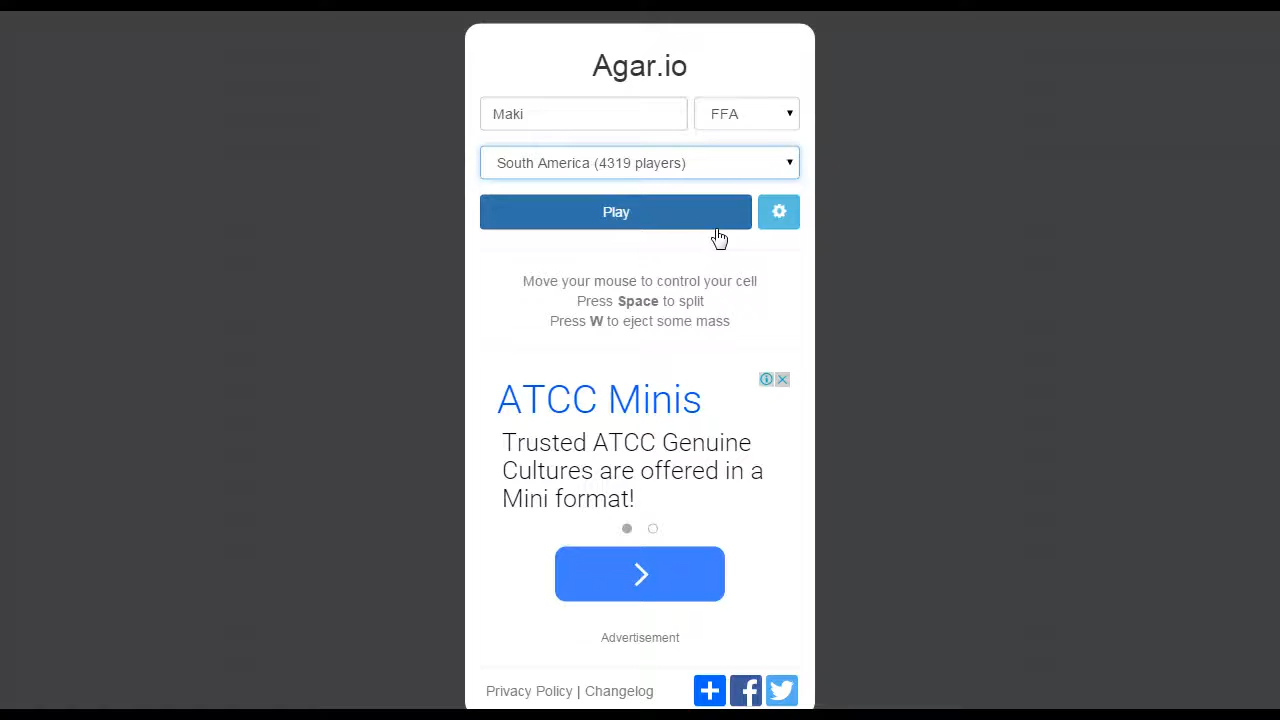 Agar.io
Maki
FFA
South America (4319 players)
Play
Move your mouse to control your cell
Press Space to split
Press W to eject some mass
ATCC Minis
Trusted ATCC Genuine
Cultures are offered in a
Mini format!
Advertisement
Privacy Policy | Changelog